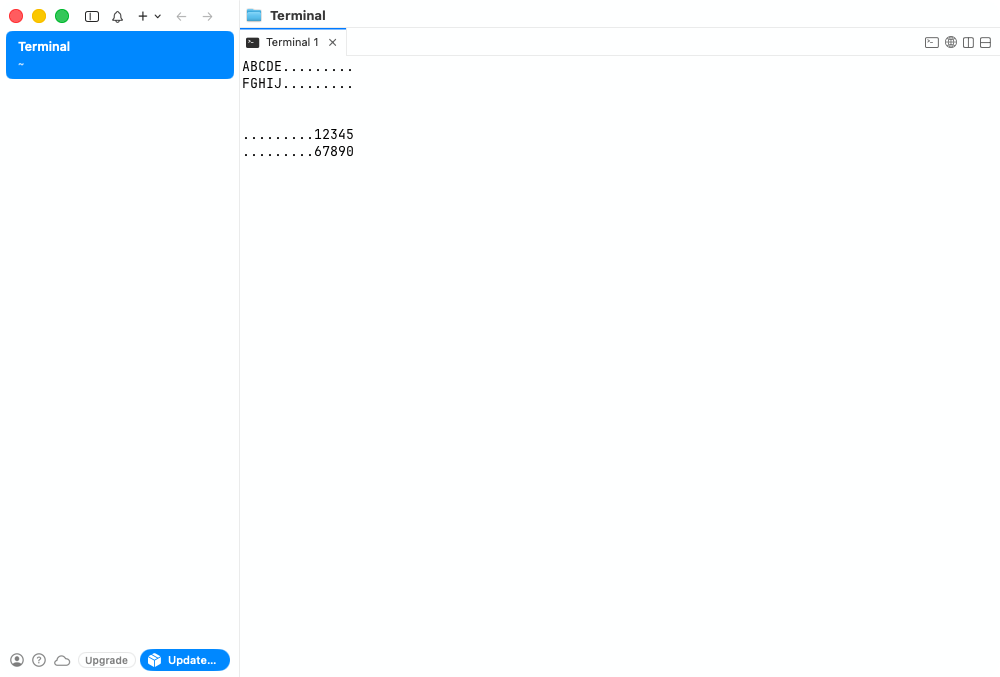 Terminal
Terminal
~
Terminal 1
ABCDE.........
FGHIJ.........
.........12345
.........67890
Upgrade
Update...